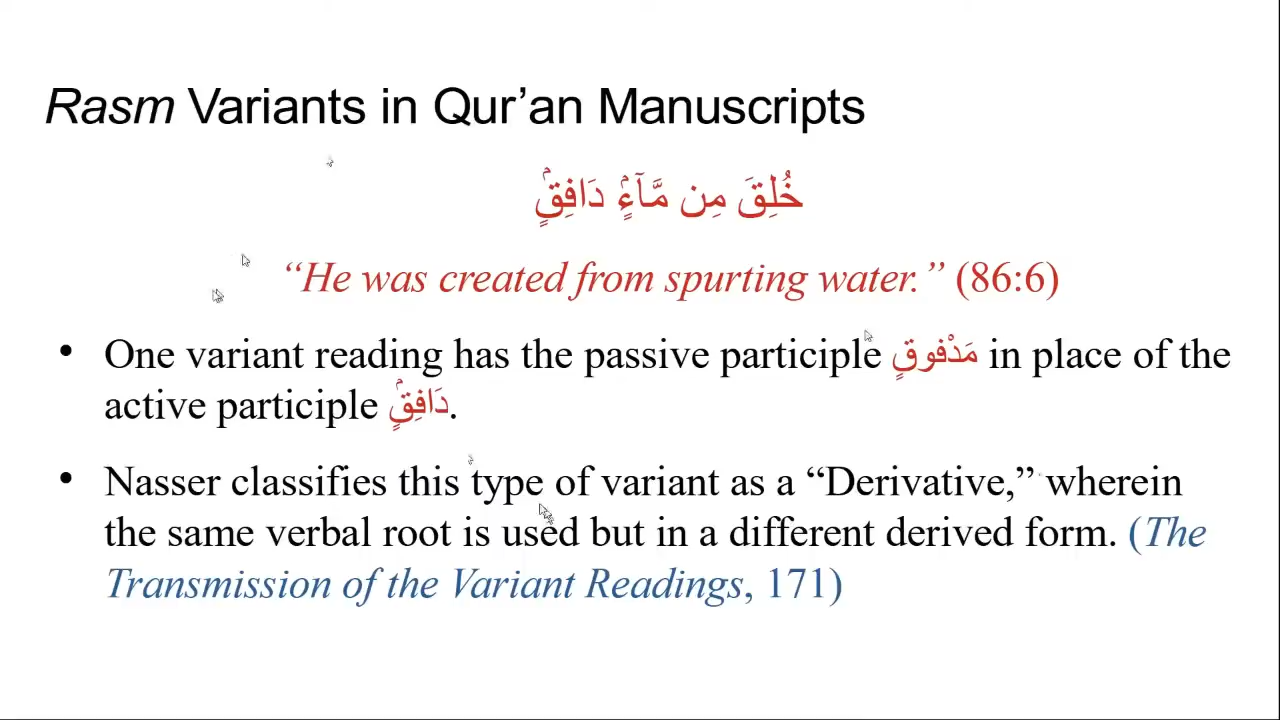 Rasm Variants in Qur’an Manuscripts
خُلِقَ مِن مَّآءٍۢ دَافِقٍۢ
“He was created from spurting water.” (86:6)
• One variant reading has the passive participle مَدْفوقٍ in place of the
active participle دَافِقٍۢ.
• Nasser classifies this type of variant as a “Derivative,” wherein
the same verbal root is used but in a different derived form. (The
Transmission of the Variant Readings, 171)